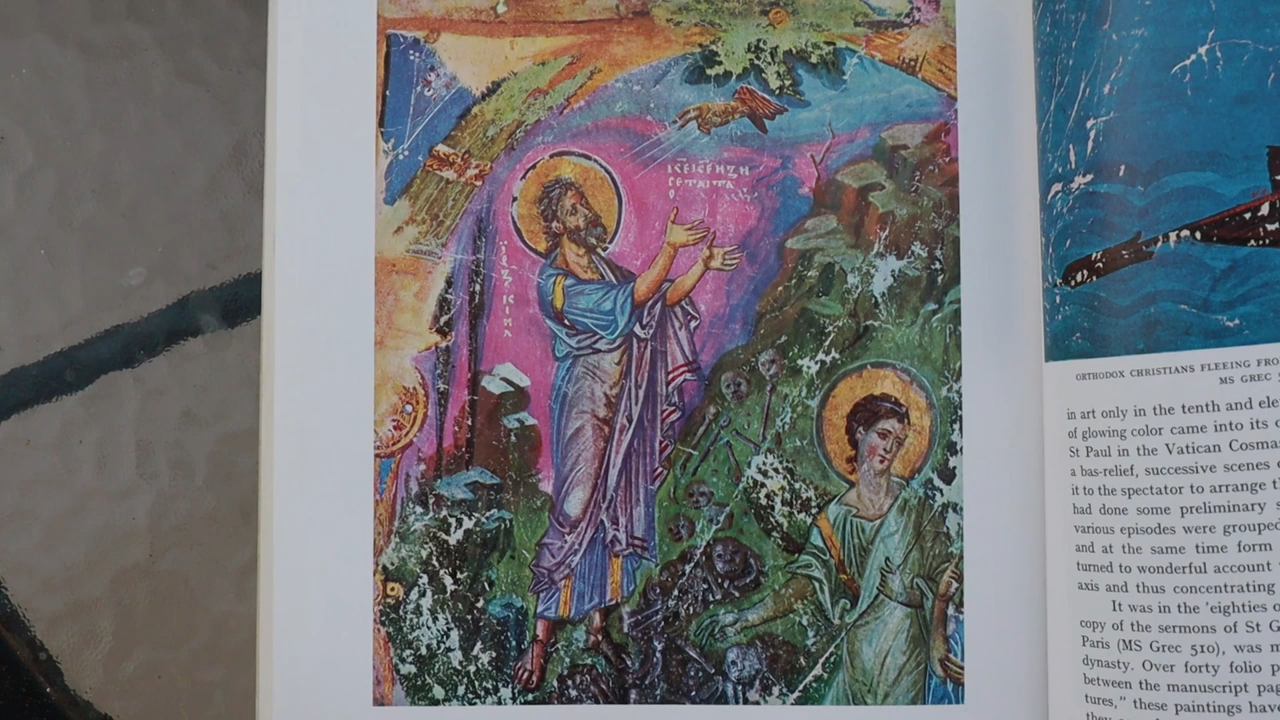 ΙΕΖΕΚΙΗΛ
ORTHODOX CHRISTIANS FLEEING FRO
MS GREC
in art only in the tenth and ele
of glowing color came into its
St Paul in the Vatican Cosma
a bas-relief, successive scenes
it to the spectator to arrange t
had done some preliminary
various episodes were grouped
and at the same time form
turned to wonderful account
axis and thus concentrating
It was in the 'eighties
copy of the sermons of St G
Paris (MS Grec 510), was m
dynasty. Over forty folio p
between the manuscript pag
tures," these paintings have